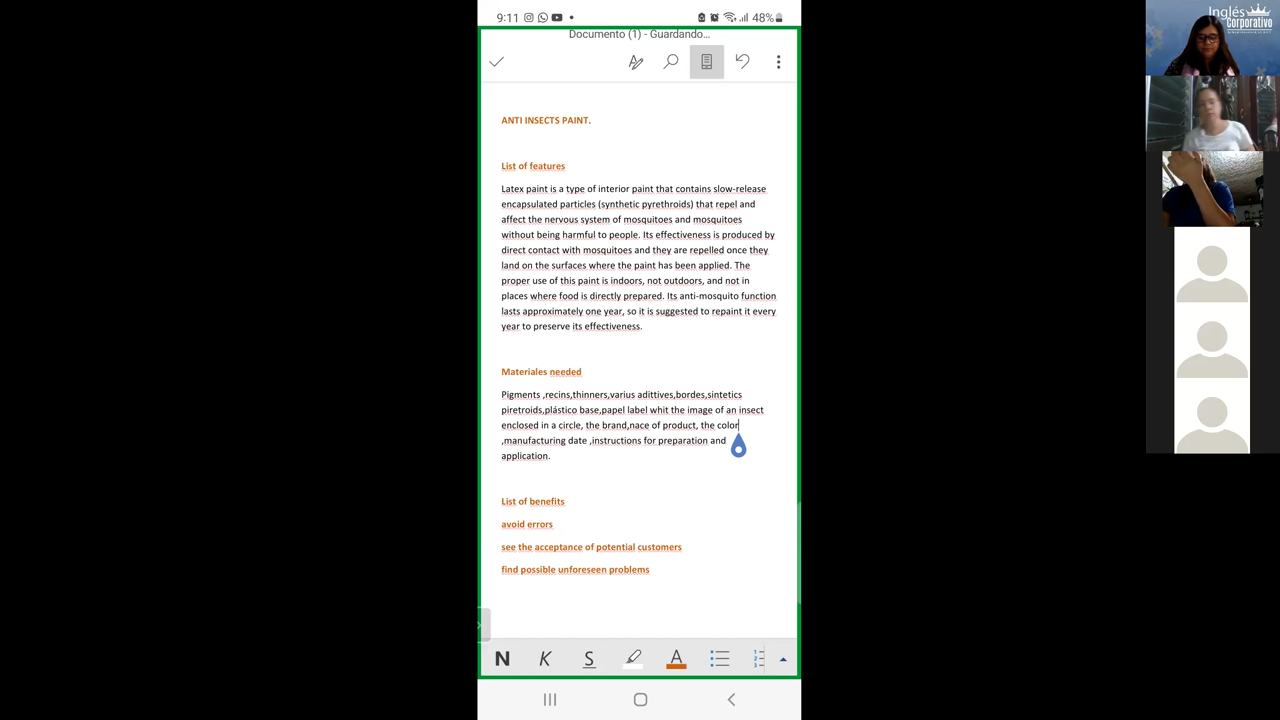 9:11
48%
Documento (1) - Guardando...
ANTI INSECTS PAINT.
List of features
Latex paint is a type of interior paint that contains slow-release
encapsulated particles (synthetic pyrethroids) that repel and
affect the nervous system of mosquitoes and mosquitoes
without being harmful to people. Its effectiveness is produced by
direct contact with mosquitoes and they are repelled once they
land on the surfaces where the paint has been applied. The
proper use of this paint is indoors, not outdoors, and not in
places where food is directly prepared. Its anti-mosquito function
lasts approximately one year, so it is suggested to repaint it every
year to preserve its effectiveness.
Materiales needed
Pigments ,recins,thinners,varius adittives,bordes,sintetics
piretroids,plástico base,papel label whit the image of an insect
enclosed in a circle, the brand,nace of product, the color
,manufacturing date ,instructions for preparation and
application.
List of benefits
avoid errors
see the acceptance of potential customers
find possible unforeseen problems
N K S A
Inglés
Corporativo